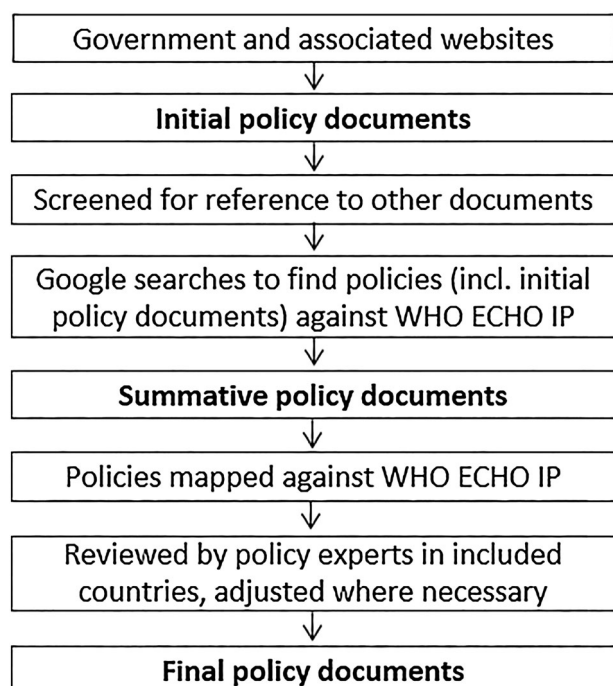 Government and associated websites
Initial policy documents
Screened for reference to other documents
Google searches to find policies (incl. initial
policy documents) against WHO ECHO IP
Summative policy documents
Policies mapped against WHO ECHO IP
Reviewed by policy experts in included
countries, adjusted where necessary
Final policy documents